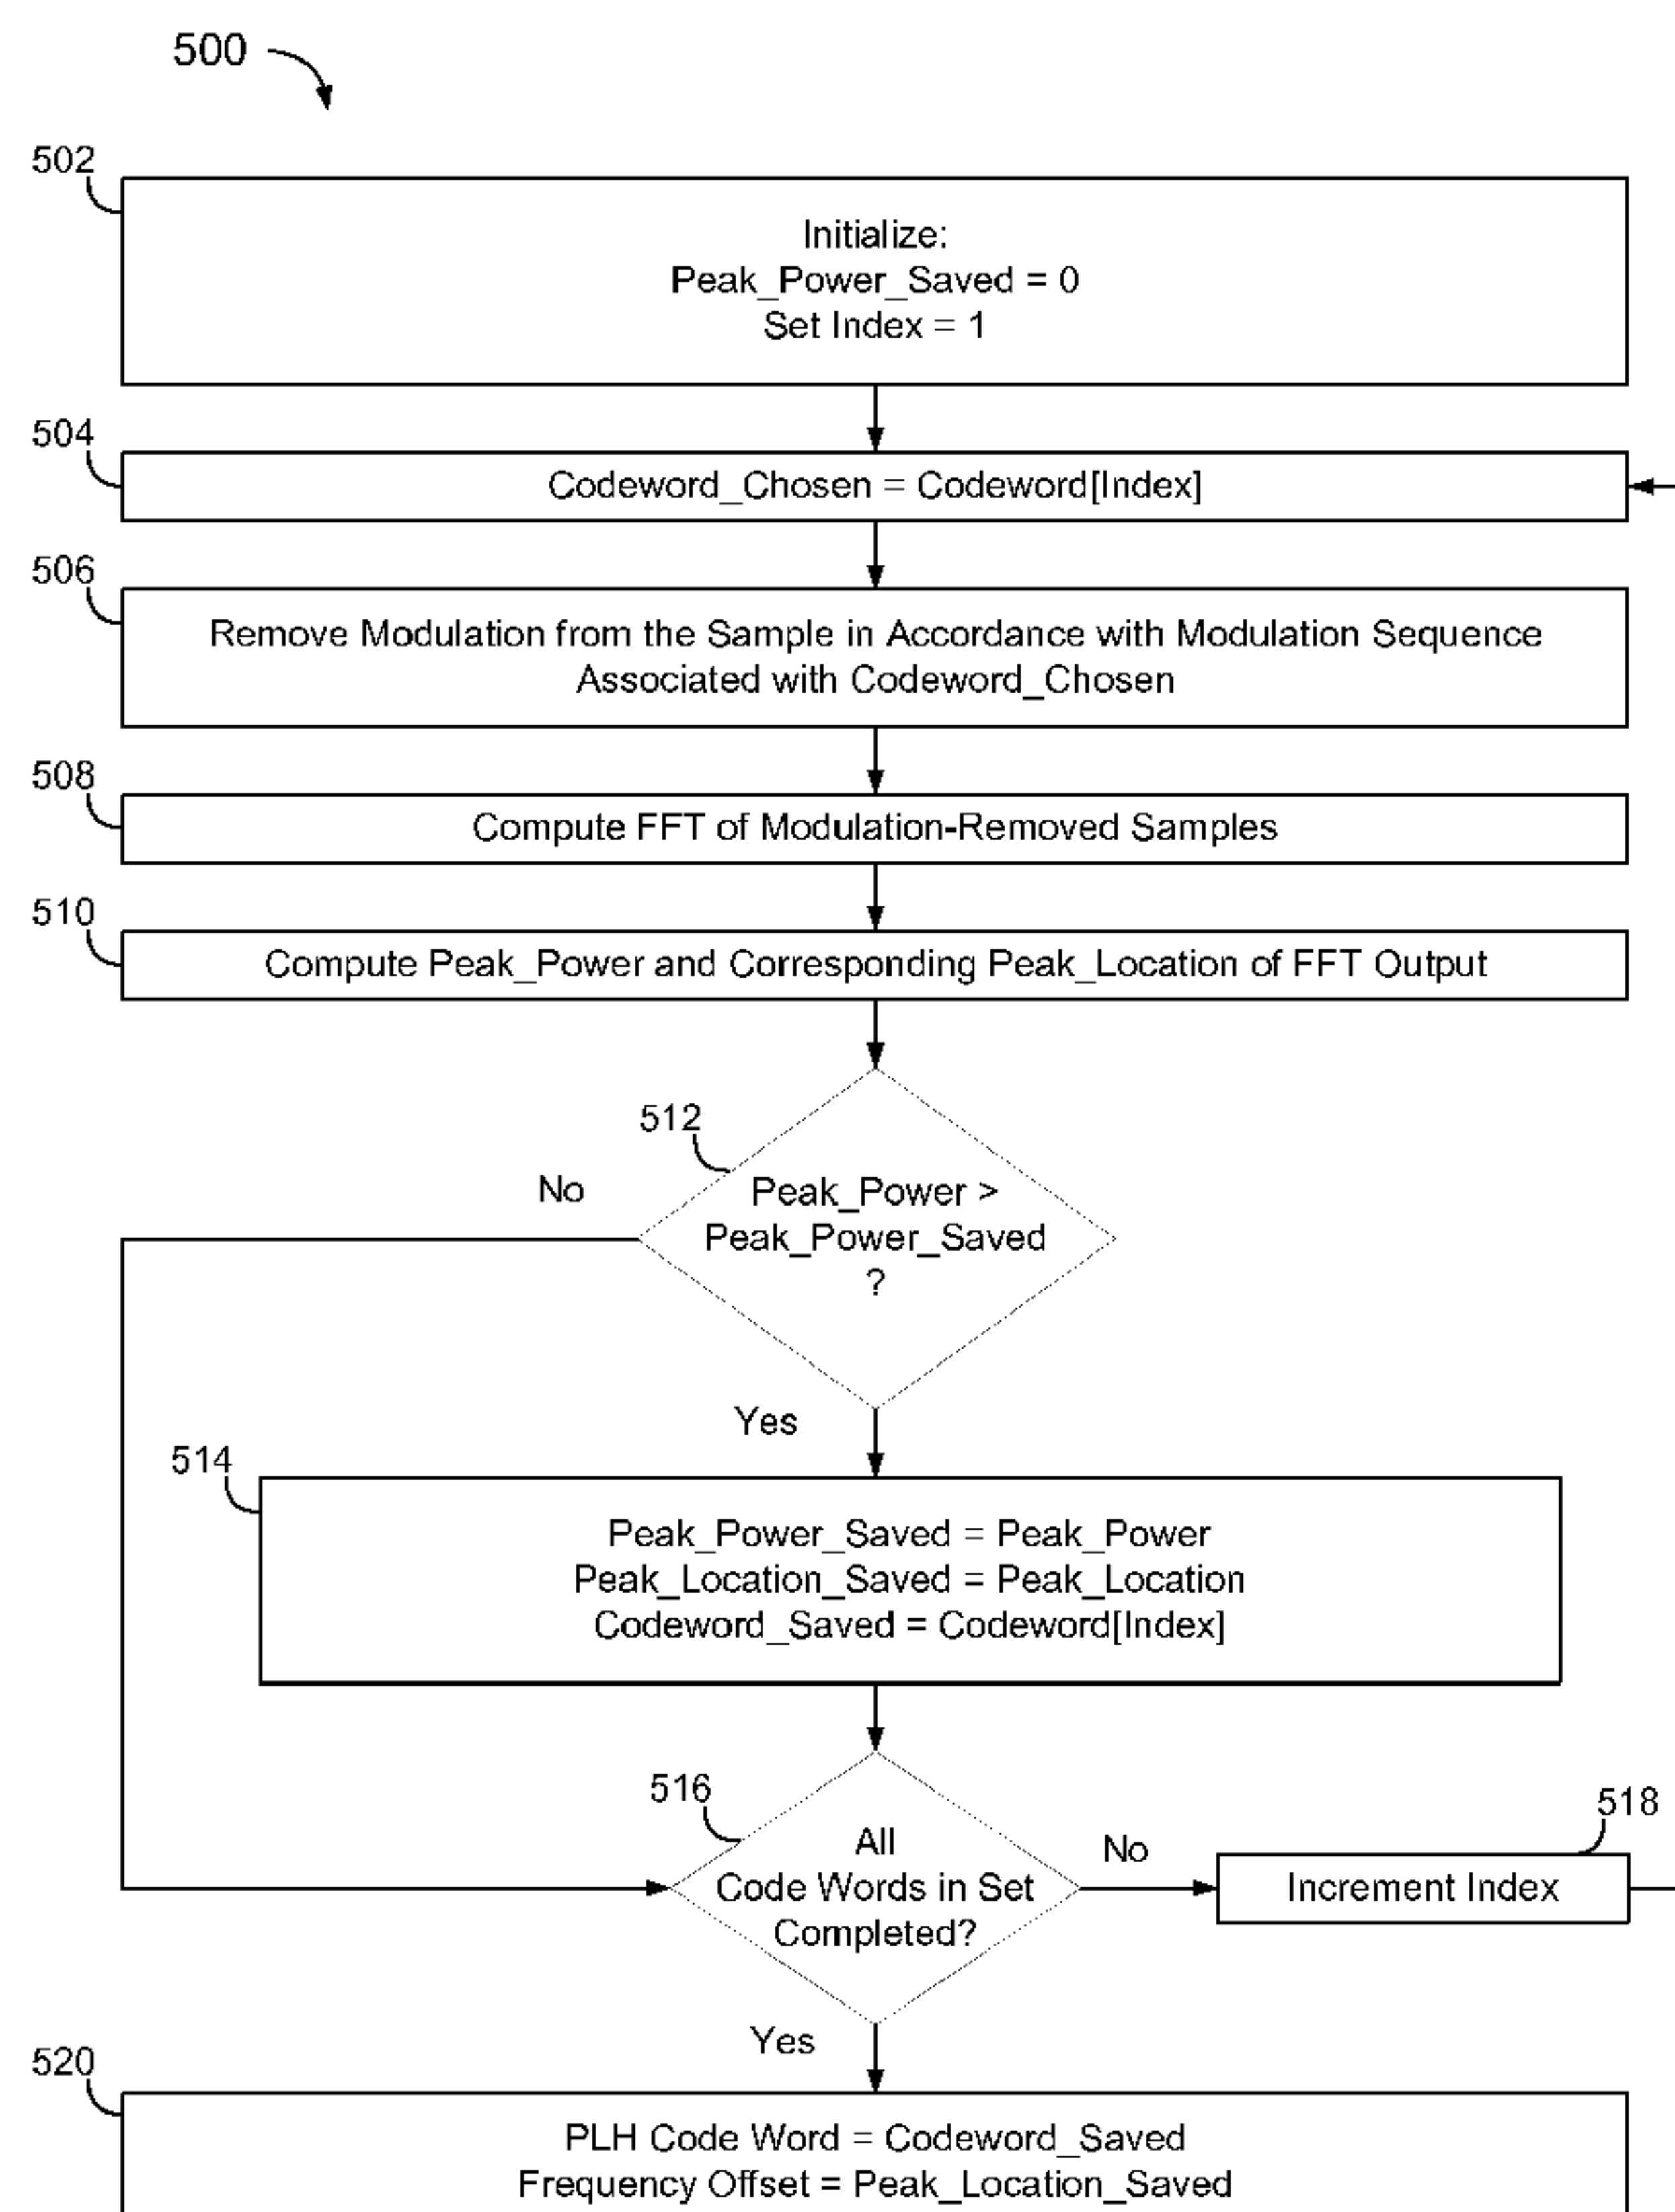 500
502
Initialize:
Peak_Power_Saved = 0
Set Index = 1
504
Codeword_Chosen = Codeword[Index]
506
Remove Modulation from the Sample in Accordance with Modulation Sequence
Associated with Codeword_Chosen
508
Compute FFT of Modulation-Removed Samples
510
Compute Peak_Power and Corresponding Peak_Location of FFT Output
512
No
Peak_Power >
Peak_Power_Saved
?
Yes
514
Peak_Power_Saved = Peak_Power
Peak_Location_Saved = Peak_Location
Codeword_Saved = Codeword[Index]
516
All
Code Words in Set
Completed?
No
518
Increment Index
Yes
520
PLH Code Word = Codeword_Saved
Frequency Offset = Peak_Location_Saved